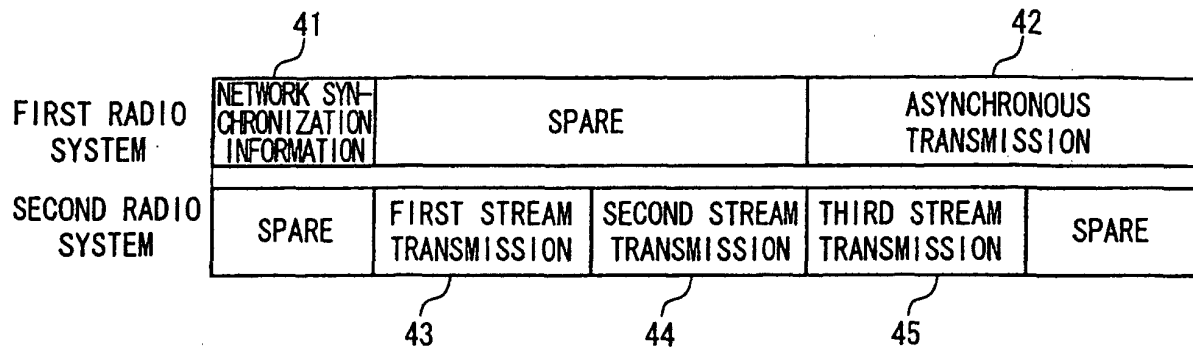 41
42
FIRST RADIO
SYSTEM
NETWORK SYN-
CHRONIZATION
INFORMATION
SPARE
ASYNCHRONOUS
TRANSMISSION
SECOND RADIO
SYSTEM
SPARE
FIRST STREAM
TRANSMISSION
SECOND STREAM
TRANSMISSION
THIRD STREAM
TRANSMISSION
SPARE
43
44
45